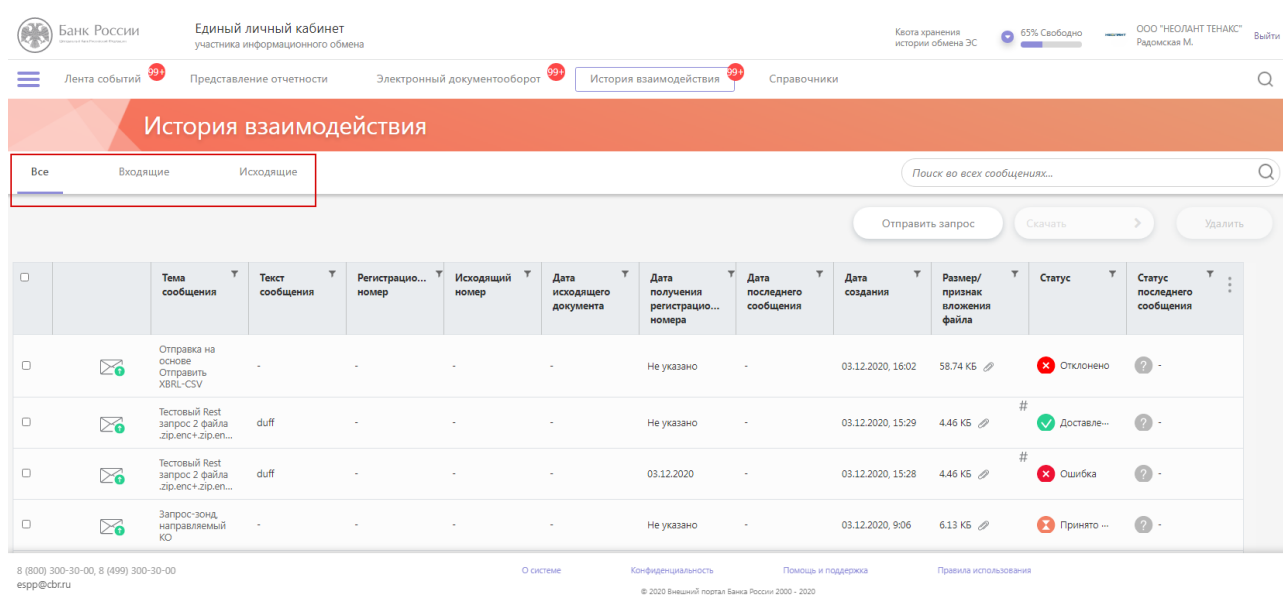 Банк России
Единый личный кабинет
участника информационного обмена
Квота хранения
истории обмена ЭС
65% Свободно
ООО "НЕОЛАНТ ТЕНАКС"
Радомская М.
Выйти
Лента событий 99+
Представление отчетности
Электронный документооборот 99+
История взаимодействия 99+
Справочники
История взаимодействия
Все
Входящие
Исходящие
Поиск во всех сообщениях...
Отправить запрос
Скачать
Удалить
Тема
сообщения
Текст
сообщения
Регистрацио...
номер
Исходящий
номер
Дата
исходящего
документа
Дата
получения
регистрацио...
номера
Дата
последнего
сообщения
Дата
создания
Размер/
признак
вложения
файла
Статус
Статус
последнего
сообщения
Отправка на
основе
Отправить
XBRL-CSV
- - - - Не указано - 03.12.2020, 16:02 58.74 КБ Отклонено ? -
Тестовый Rest
запрос 2 файла
.zip.enc+.zip.en...
duff - - - Не указано - 03.12.2020, 15:29 4.46 КБ # Доставле... ? -
Тестовый Rest
запрос 2 файла
.zip.enc+.zip.en...
duff - - - 03.12.2020 - 03.12.2020, 15:28 4.46 КБ # Ошибка ? -
Запрос-зонд,
направляемый
КО
- - - - Не указано - 03.12.2020, 9:06 6.13 КБ Принято ... ? -
8 (800) 300-30-00, 8 (499) 300-30-00
espp@cbr.ru
О системе
Конфиденциальность
Помощь и поддержка
Правила использования
© 2020 Внешний портал Банка России 2000 - 2020